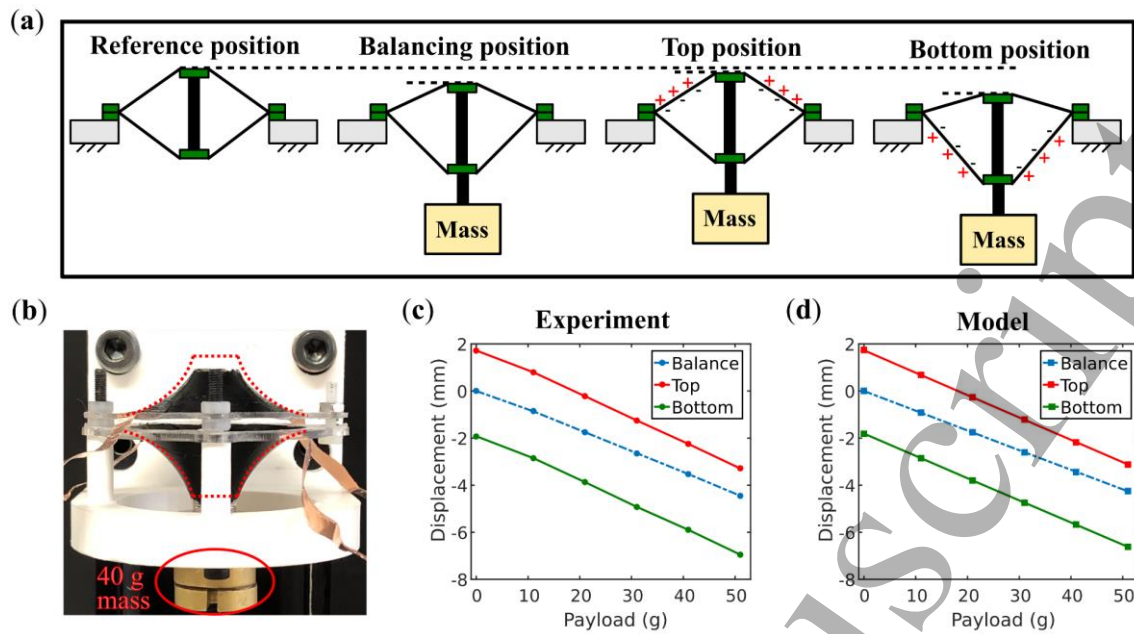 (a)
Reference position Balancing position Top position Bottom position
Mass Mass Mass
(b) (c) (d)
Experiment Model
40 g
mass
Displacement (mm)
2
0
-2
-4
-6
-8
0 10 20 30 40 50
Payload (g)
Balance
Top
Bottom
Displacement (mm)
2
0
-2
-4
-6
-8
0 10 20 30 40 50
Payload (g)
Balance
Top
Bottom